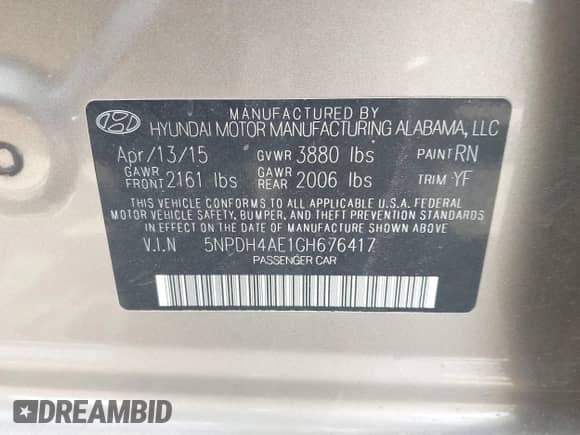 MANUFACTURED BY
HYUNDAI MOTOR MANUFACTURING ALABAMA, LLC
Apr/13/15 GVWR 3880 lbs PAINT RN
GAWR FRONT 2161 lbs GAWR REAR 2006 lbs TRIM YF
THIS VEHICLE CONFORMS TO ALL APPLICABLE U.S.A. FEDERAL
MOTOR VEHICLE SAFETY, BUMPER, AND THEFT PREVENTION STANDARDS
IN EFFECT ON THE DATE OF MANUFACTURE SHOWN ABOVE.
V.I.N 5NPDH4AE1GH676417
PASSENGER CAR
DREAMBID